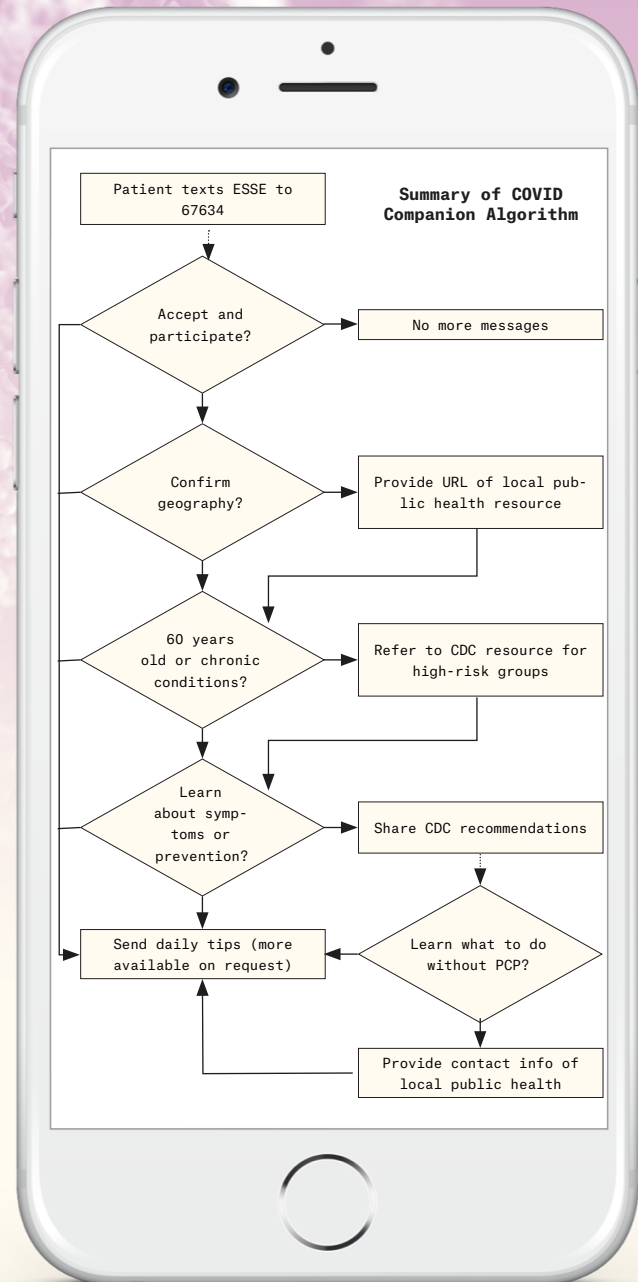 Patient texts ESSE to
67634
Summary of COVID
Companion Algorithm
Accept and
participate?
No more messages
Confirm
geography?
Provide URL of local pub-
lic health resource
60 years
old or chronic
conditions?
Refer to CDC resource for
high-risk groups
Learn
about symp-
toms or
prevention?
Share CDC recommendations
Send daily tips (more
available on request)
Learn what to do
without PCP?
Provide contact info of
local public health